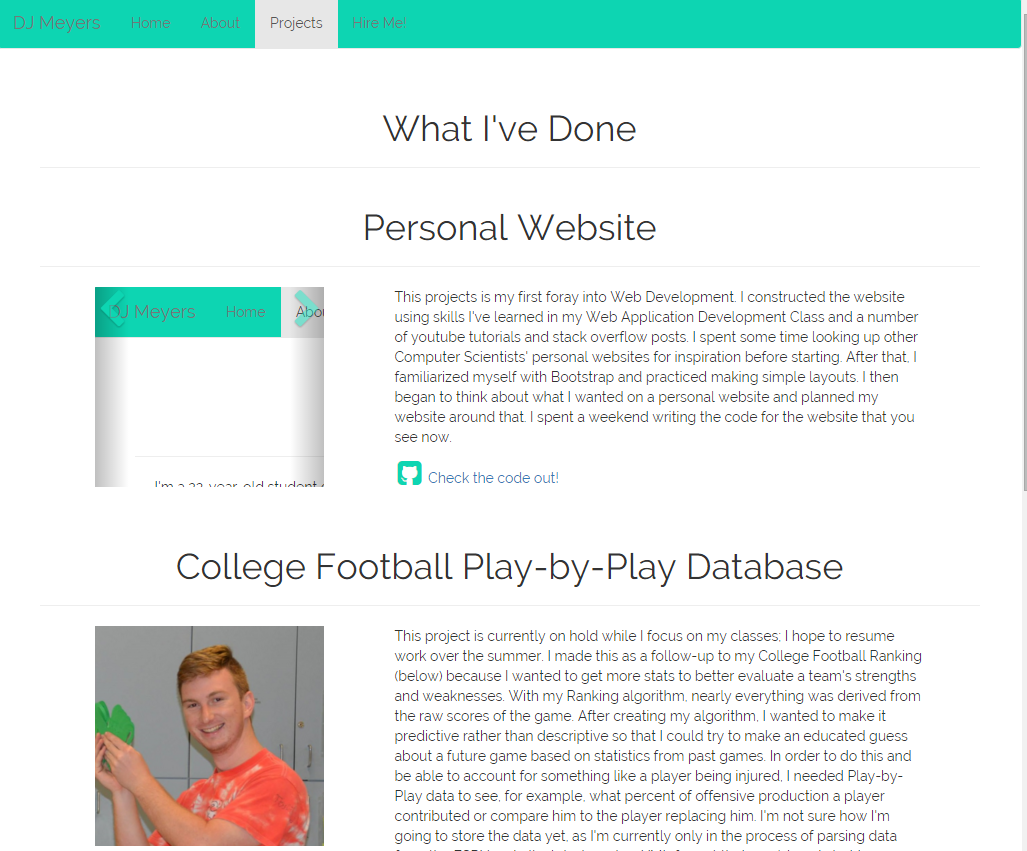 DJ Meyers Home About Projects Hire Me!
What I've Done
Personal Website
DJ Meyers Home
I'm a 22-year-old student
This projects is my first foray into Web Development. I constructed the website
using skills I've learned in my Web Application Development Class and a number
of youtube tutorials and stack overflow posts. I spent some time looking up other
Computer Scientists' personal websites for inspiration before starting. After that, I
familiarized myself with Bootstrap and practiced making simple layouts. I then
began to think about what I wanted on a personal website and planned my
website around that. I spent a weekend writing the code for the website that you
see now.
Check the code out!
College Football Play-by-Play Database
This project is currently on hold while I focus on my classes; I hope to resume
work over the summer. I made this as a follow-up to my College Football Ranking
(below) because I wanted to get more stats to better evaluate a team's strengths
and weaknesses. With my Ranking algorithm, nearly everything was derived from
the raw scores of the game. After creating my algorithm, I wanted to make it
predictive rather than descriptive so that I could try to make an educated guess
about a future game based on statistics from past games. In order to do this and
be able to account for something like a player being injured, I needed Play-by-
Play data to see, for example, what percent of offensive production a player
contributed or compare him to the player replacing him. I'm not sure how I'm
going to store the data yet, as I'm currently only in the process of parsing data